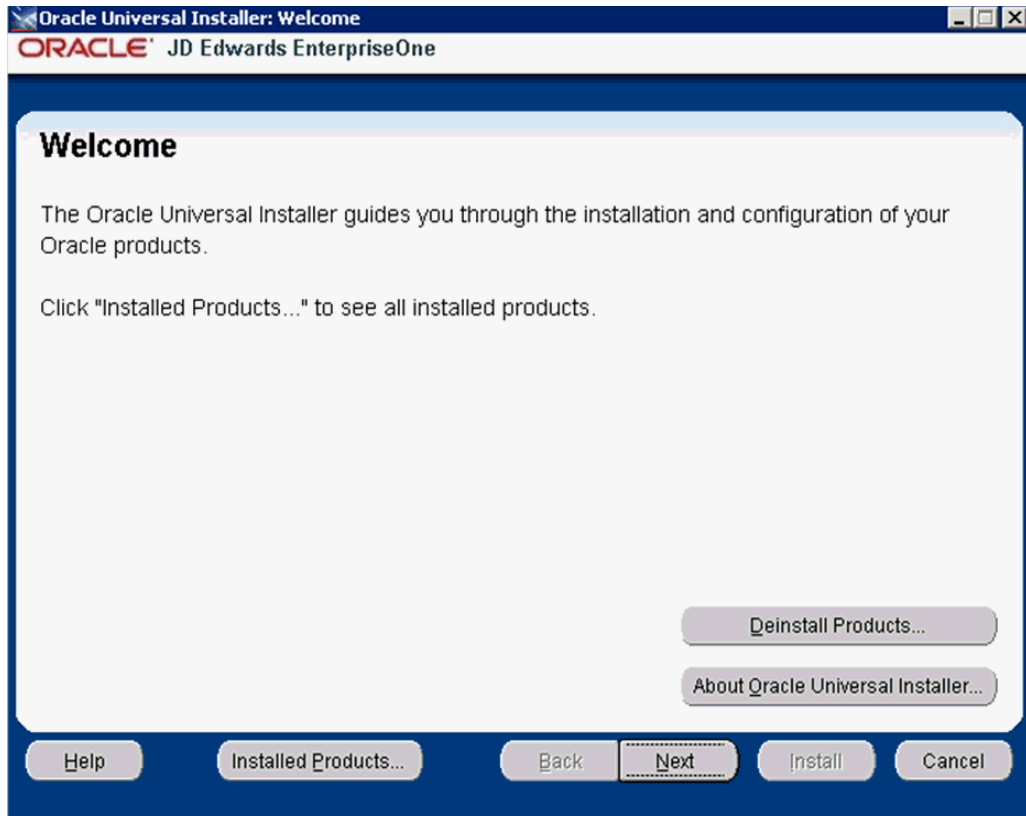 Oracle Universal Installer: Welcome
ORACLE® JD Edwards EnterpriseOne
Welcome
The Oracle Universal Installer guides you through the installation and configuration of your
Oracle products.
Click "Installed Products..." to see all installed products.
Deinstall Products...
About Oracle Universal Installer...
Help Installed Products... Back Next Install Cancel